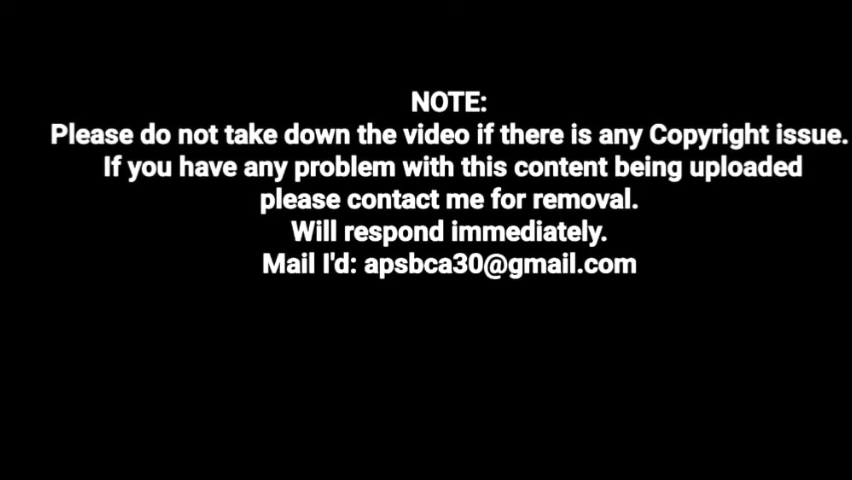 NOTE:
Please do not take down the video if there is any Copyright issue.
If you have any problem with this content being uploaded
please contact me for removal.
Will respond immediately.
Mail I'd: apsbca30@gmail.com